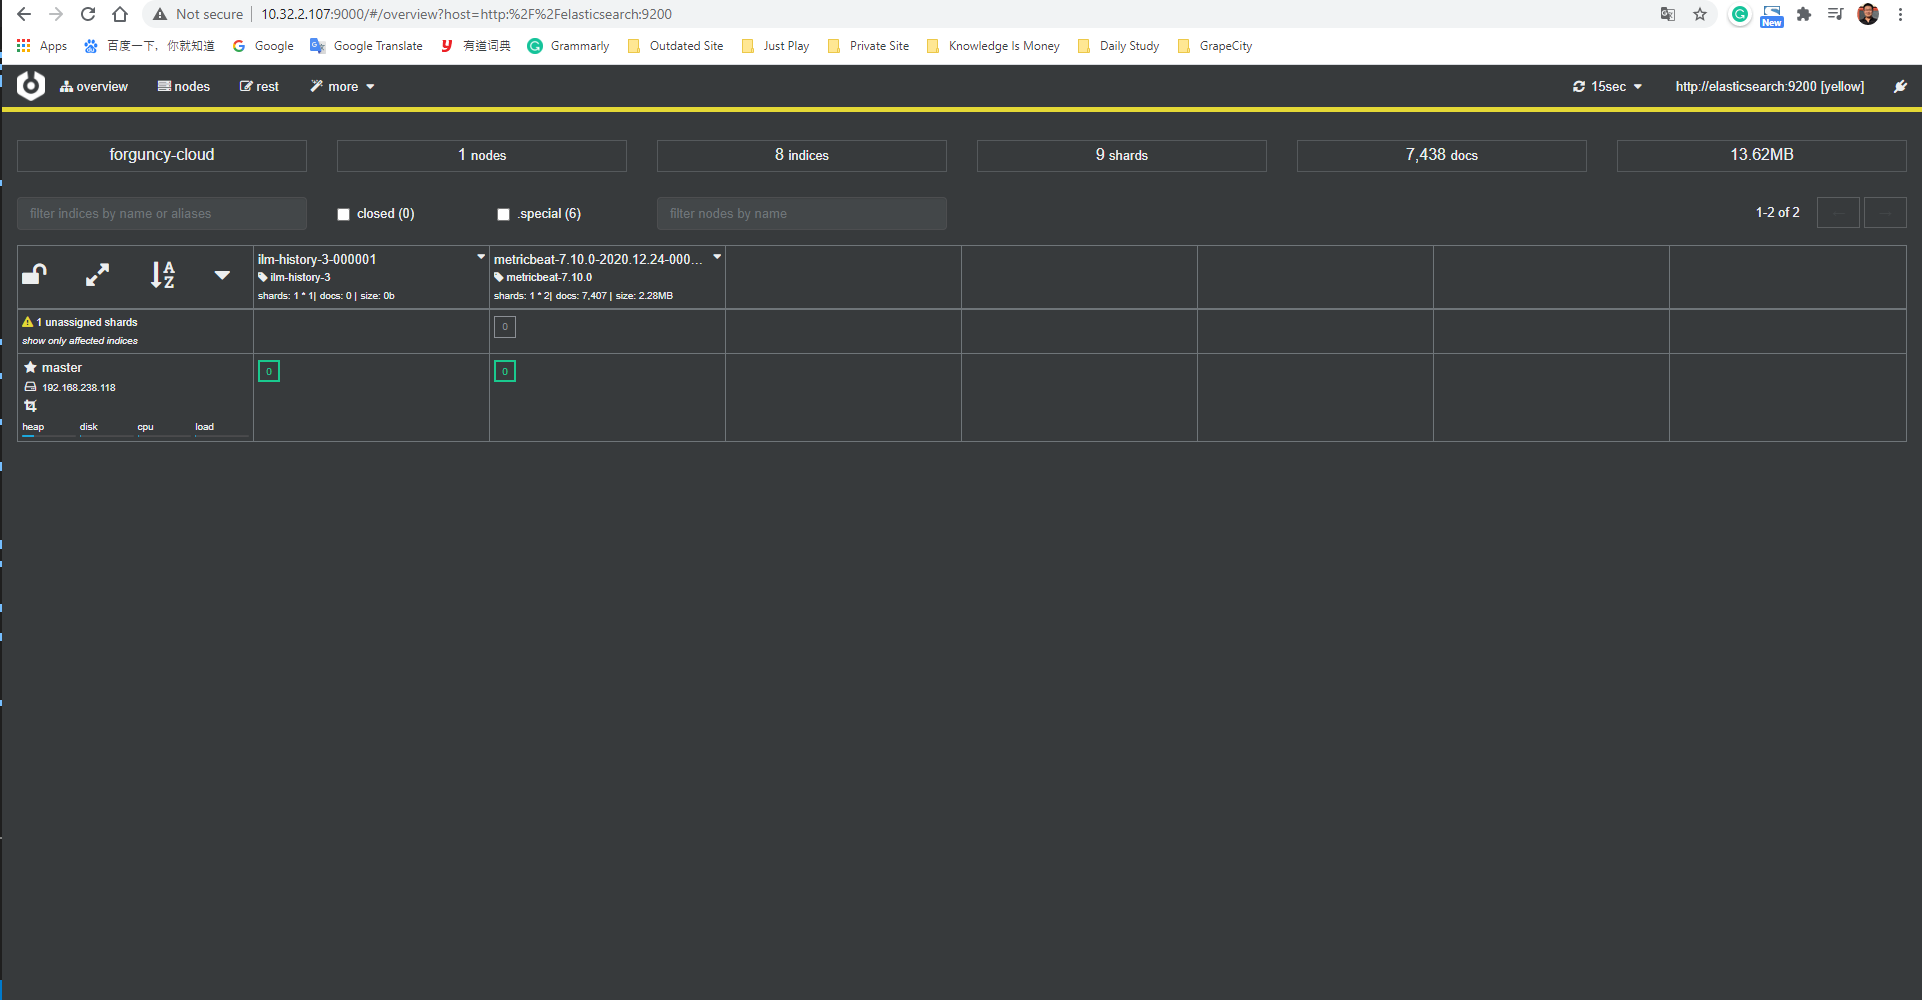 Not secure 10.32.2.107:9000/#/overview?host=http:%2F%2Felasticsearch:9200
New
Apps 百度一下，你就知道 Google Google Translate 有道词典 Grammarly Outdated Site Just Play Private Site Knowledge Is Money Daily Study GrapeCity
overview nodes rest more 15sec http://elasticsearch:9200 [yellow]
forguncy-cloud 1 nodes 8 indices 9 shards 7,438 docs 13.62MB
filter indices by name or aliases closed (0) .special (6) filter nodes by name 1-2 of 2
ilm-history-3-000001 metricbeat-7.10.0-2020.12.24-000...
ilm-history-3 metricbeat-7.10.0
shards: 1 * 1| docs: 0 | size: 0b shards: 1 * 2| docs: 7,407 | size: 2.28MB
1 unassigned shards 0
show only affected indices
master 0 0
192.168.238.118
heap disk cpu load